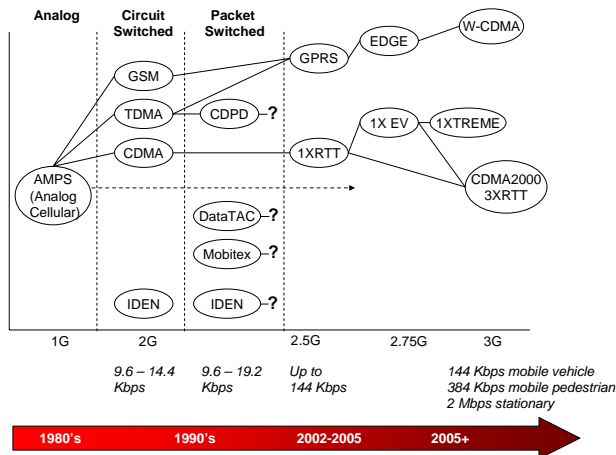 Analog
Circuit
Switched
Packet
Switched
W-CDMA
EDGE
GPRS
GSM
TDMA
CDPD
?
1X EV
1XTREME
CDMA
1XRTT
AMPS
(Analog
Cellular)
CDMA2000
3XRTT
DataTAC
?
Mobitex
?
IDEN
IDEN
?
1G
2G
2.5G
2.75G
3G
9.6 – 14.4
Kbps
9.6 – 19.2
Kbps
Up to
144 Kbps
144 Kbps mobile vehicle
384 Kbps mobile pedestrian
2 Mbps stationary
1980's
1990's
2002-2005
2005+